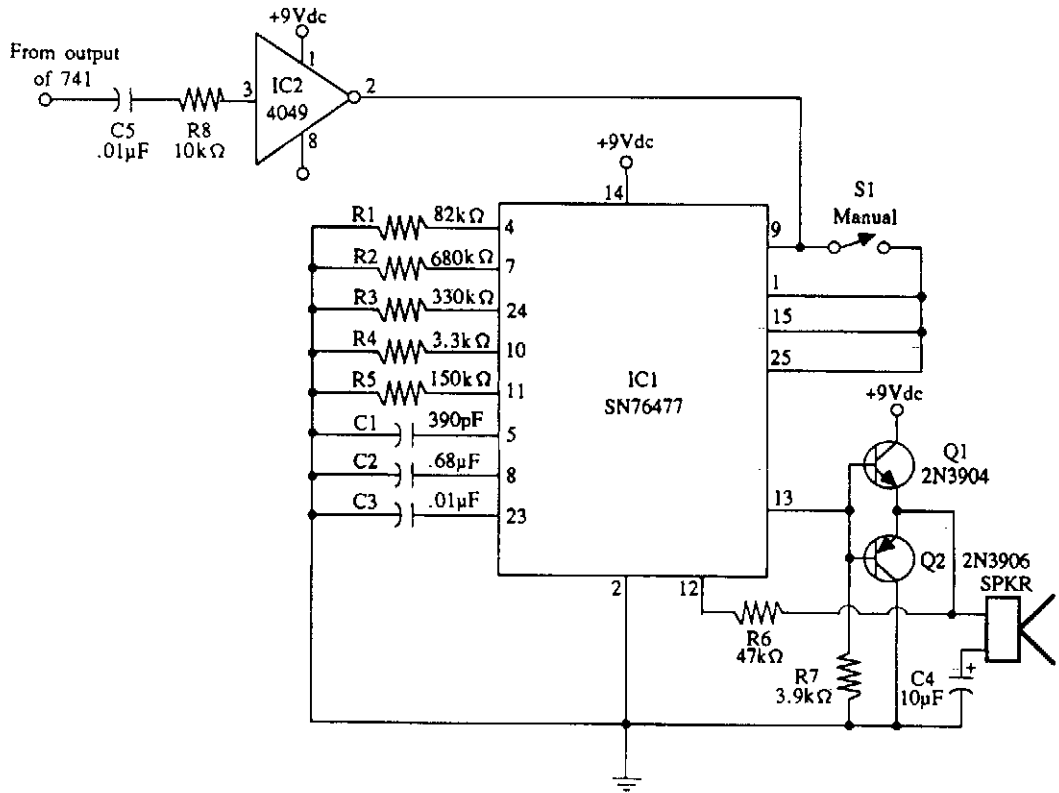 +9Vdc
From output
of 741
1
3
IC2
4049
2
8
C5
.01µF
R8
10kΩ
+9Vdc
14
S1
Manual
R1
82kΩ
4
9
R2
680kΩ
7
1
R3
330kΩ
24
15
R4
3.3kΩ
10
25
R5
150kΩ
11
IC1
SN76477
+9Vdc
C1
390pF
5
C2
.68µF
8
Q1
2N3904
C3
.01µF
23
13
Q2
2N3906
SPKR
2
12
R6
47kΩ
R7
3.9kΩ
C4
10µF
+